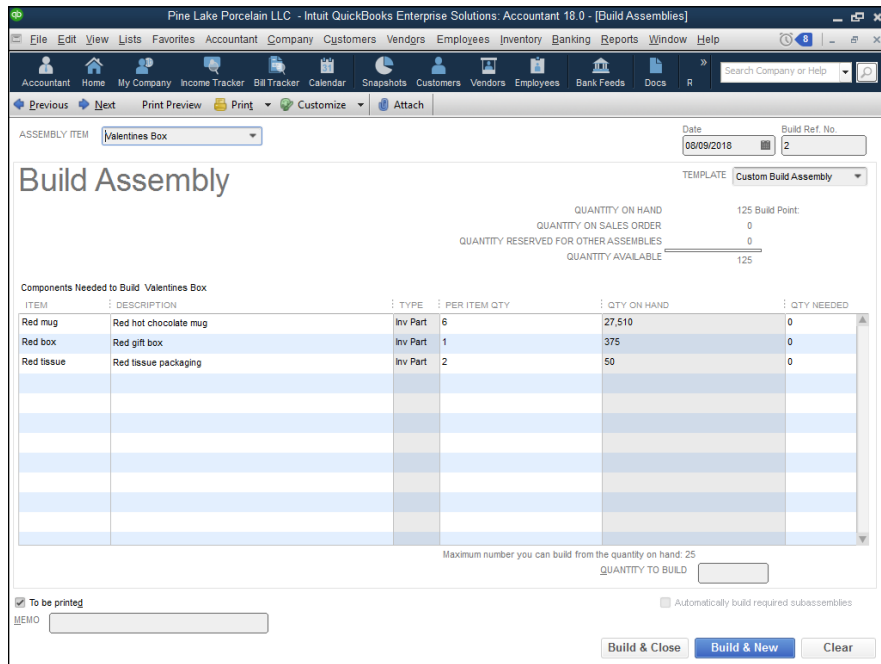 qb Pine Lake Porcelain LLC - Intuit QuickBooks Enterprise Solutions: Accountant 18.0 - [Build Assemblies]
File Edit View Lists Favorites Accountant Company Customers Vendors Employees Inventory Banking Reports Window Help 8
Accountant Home My Company Income Tracker Bill Tracker Calendar Snapshots Customers Vendors Employees Bank Feeds Docs R » Search Company or Help
Previous Next Print Preview Print Customize Attach
ASSEMBLY ITEM Valentines Box Date Build Ref. No.
08/09/2018 2
Build Assembly TEMPLATE Custom Build Assembly
QUANTITY ON HAND 125 Build Point:
QUANTITY ON SALES ORDER 0
QUANTITY RESERVED FOR OTHER ASSEMBLIES 0
QUANTITY AVAILABLE 125
Components Needed to Build Valentines Box
ITEM DESCRIPTION TYPE PER ITEM QTY QTY ON HAND QTY NEEDED
Red mug Red hot chocolate mug Inv Part 6 27,510 0
Red box Red gift box Inv Part 1 375 0
Red tissue Red tissue packaging Inv Part 2 50 0
Maximum number you can build from the quantity on hand: 25
QUANTITY TO BUILD
To be printed Automatically build required subassemblies
MEMO
Build & Close Build & New Clear